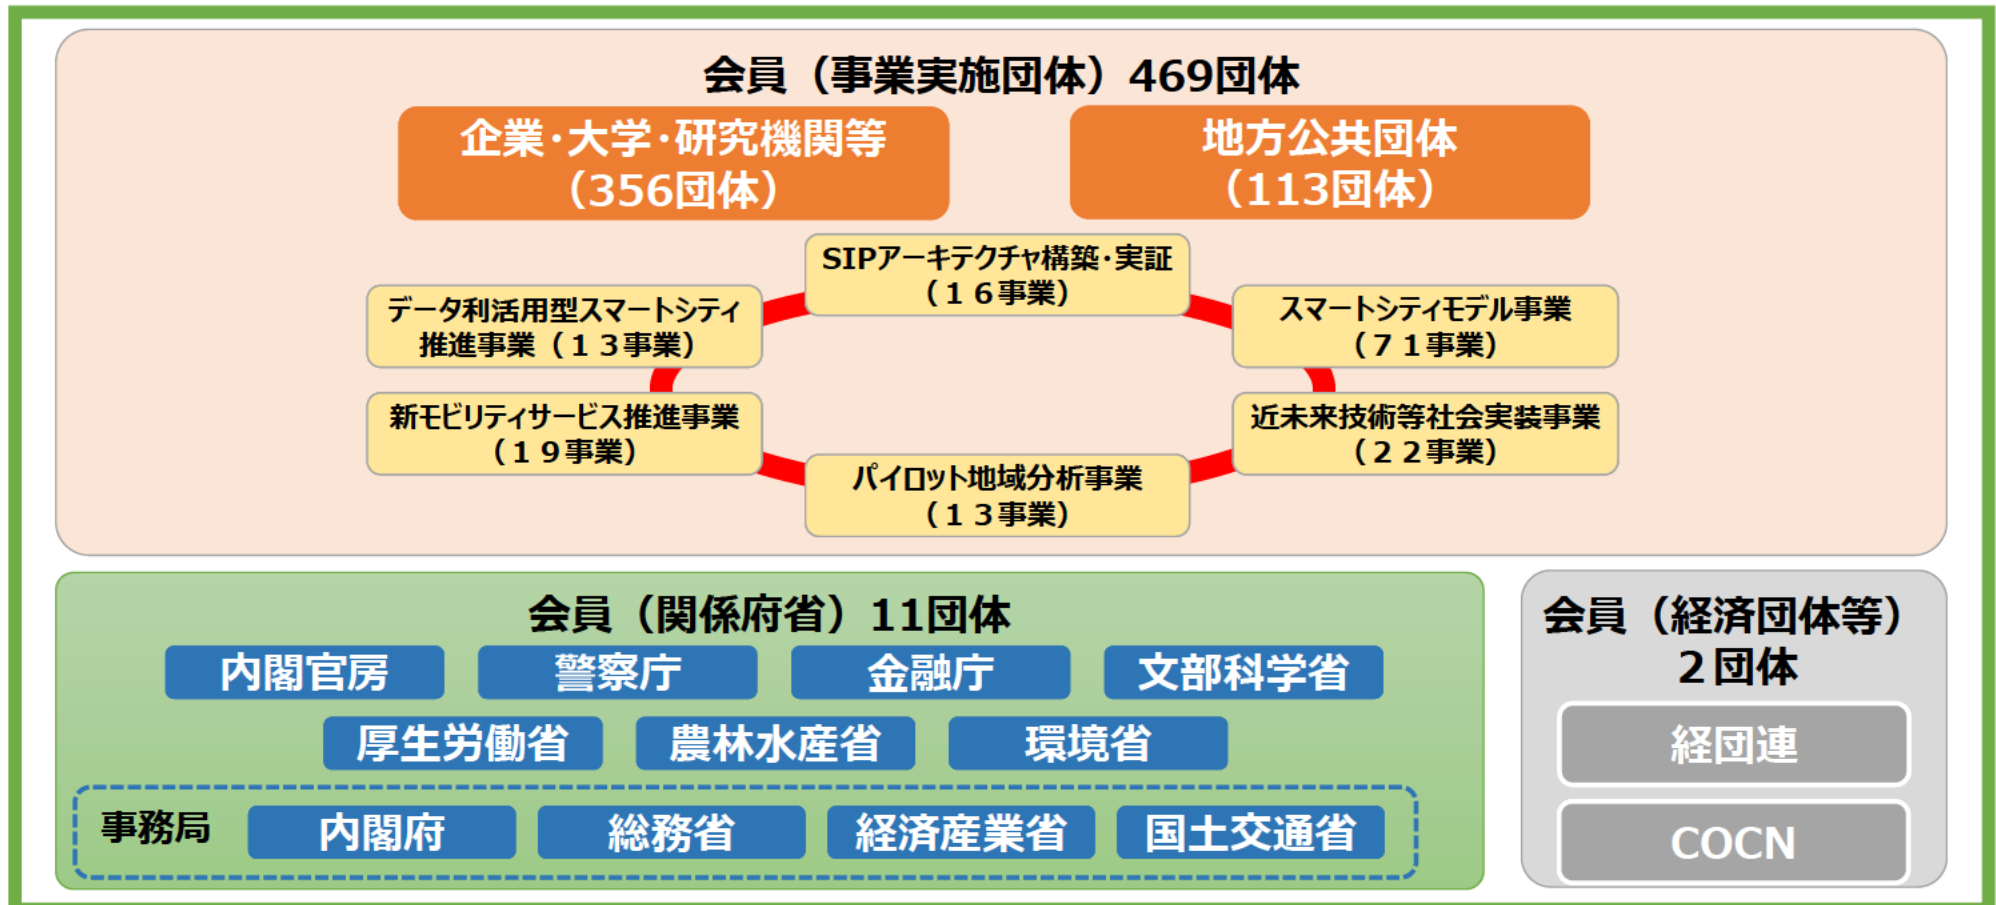 会員（事業実施団体）469団体
企業・大学・研究機関等
（356団体）
地方公共団体
（113団体）
SIPアーキテクチャ構築・実証
（１６事業）
データ利活用型スマートシティ
推進事業（１３事業）
スマートシティモデル事業
（７１事業）
新モビリティサービス推進事業
（１９事業）
近未来技術等社会実装事業
（２２事業）
パイロット地域分析事業
（１３事業）
会員（関係府省）11団体
内閣官房
警察庁
金融庁
文部科学省
厚生労働省
農林水産省
環境省
事務局
内閣府
総務省
経済産業省
国土交通省
会員（経済団体等）
２団体
経団連
COCN